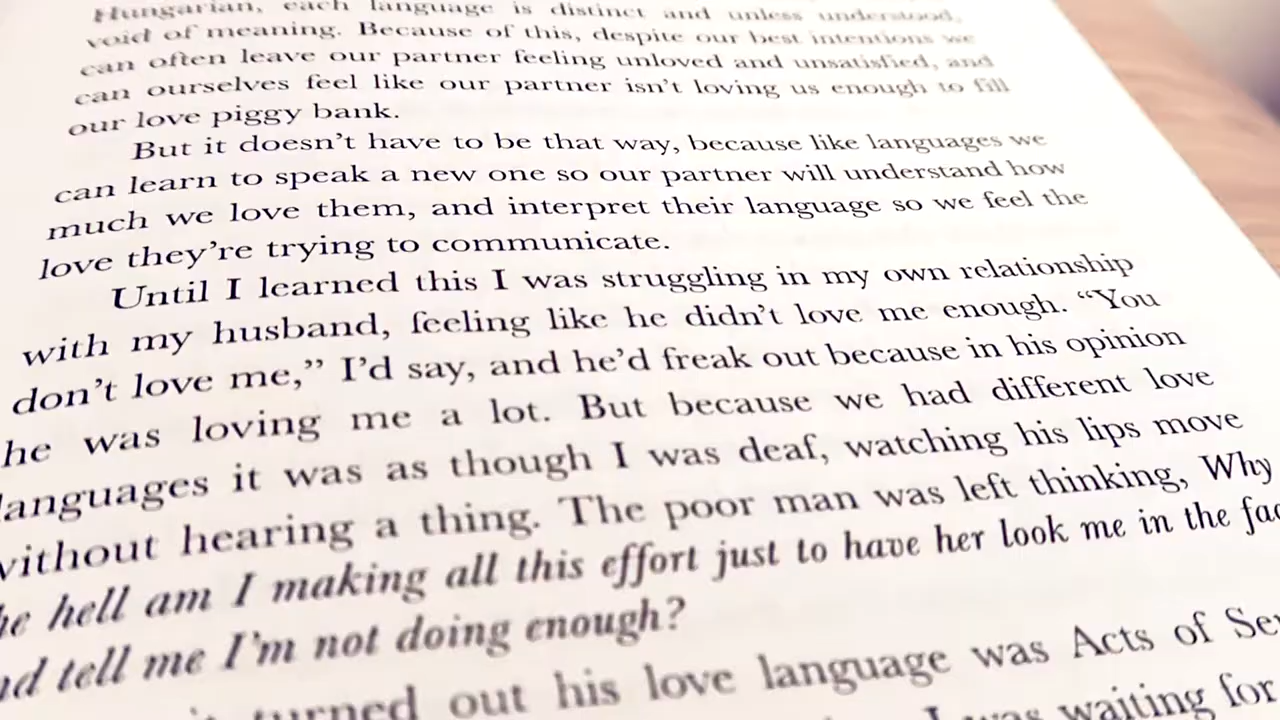 Hungarian, each language is distinct and unless understood,
void of meaning. Because of this, despite our best intentions we
can often leave our partner feeling unloved and unsatisfied, and
can ourselves feel like our partner isn’t loving us enough to fill
our love piggy bank.
But it doesn’t have to be that way, because like languages we
can learn to speak a new one so our partner will understand how
much we love them, and interpret their language so we feel the
love they’re trying to communicate.
Until I learned this I was struggling in my own relationship
with my husband, feeling like he didn’t love me enough. “You
don’t love me,” I’d say, and he’d freak out because in his opinion
he was loving me a lot. But because we had different love
languages it was as though I was deaf, watching his lips move
without hearing a thing. The poor man was left thinking, Why
he hell am I making all this effort just to have her look me in the fac
nd tell me I’m not doing enough?
turned out his love language was Acts of Ser
I was waiting for